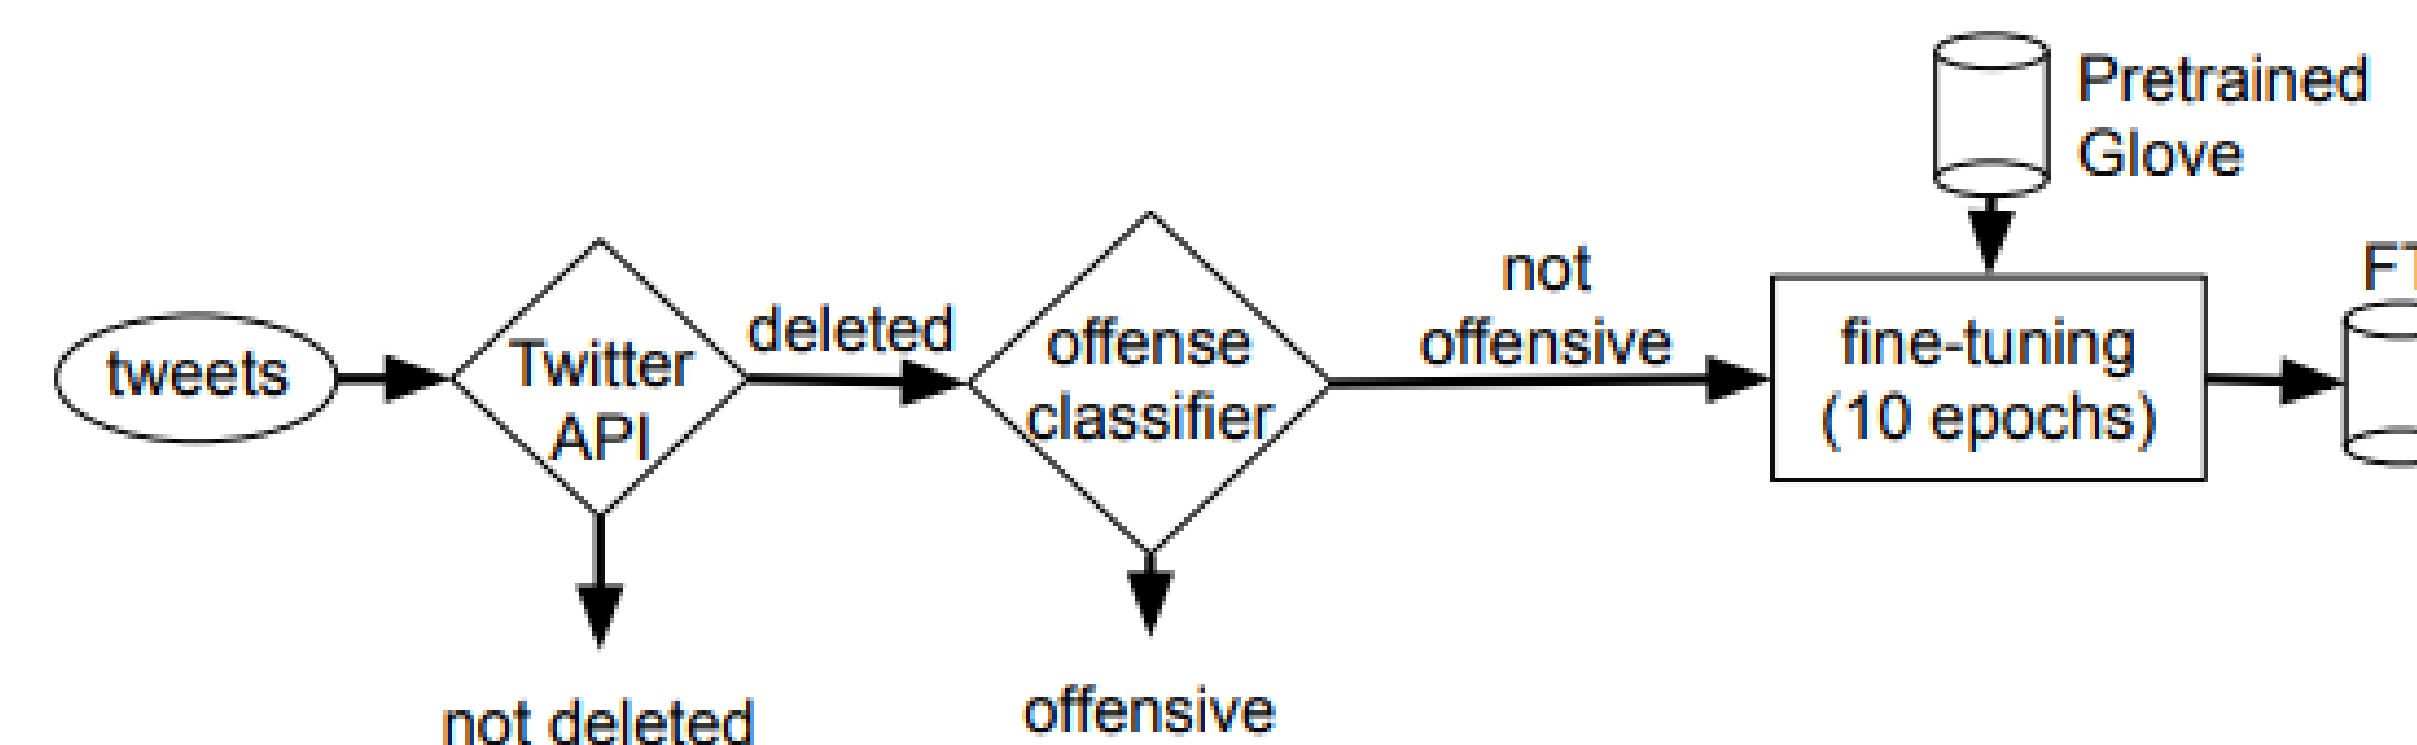 tweets
Twitter
API
deleted
not deleted
offense
classifier
offensive
not
offensive
Pretrained
Glove
fine-tuning
(10 epochs)